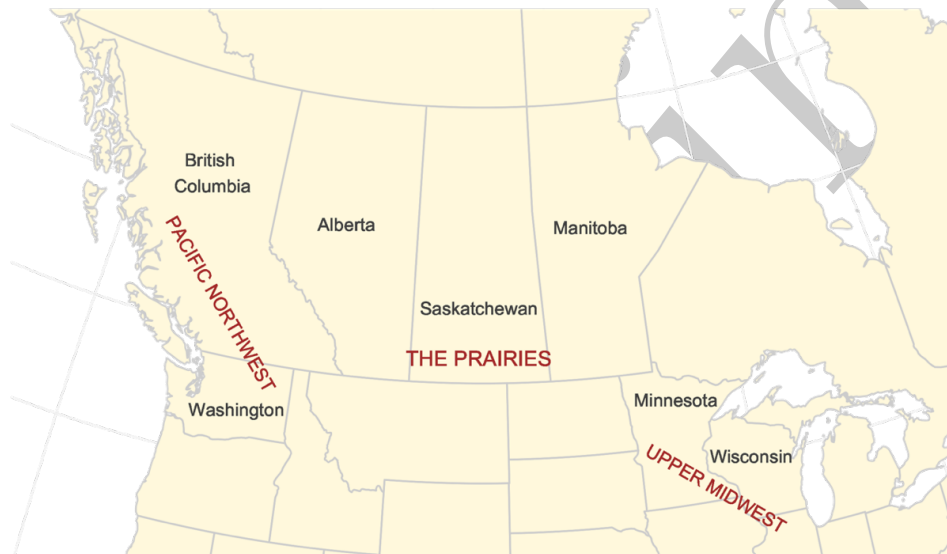 British
Columbia
Alberta
Manitoba
PACIFIC NORTHWEST
Saskatchewan
THE PRAIRIES
Washington
Minnesota
Wisconsin
UPPER MIDWEST